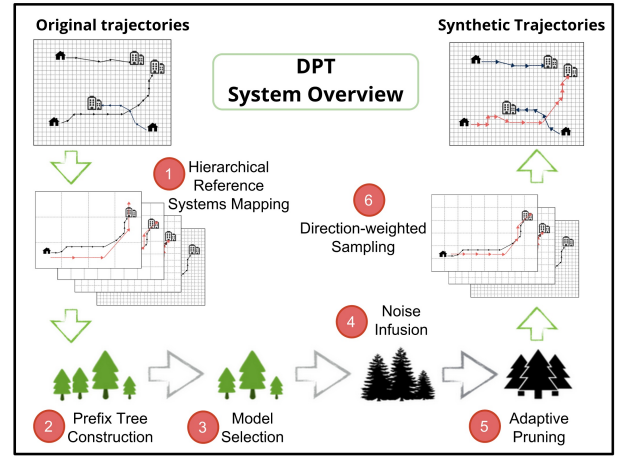 Original trajectories
Synthetic Trajectories
DPT
System Overview
1
Hierarchical
Reference
Systems Mapping
6
Direction-weighted
Sampling
4
Noise
Infusion
2
Prefix Tree
Construction
3
Model
Selection
5
Adaptive
Pruning